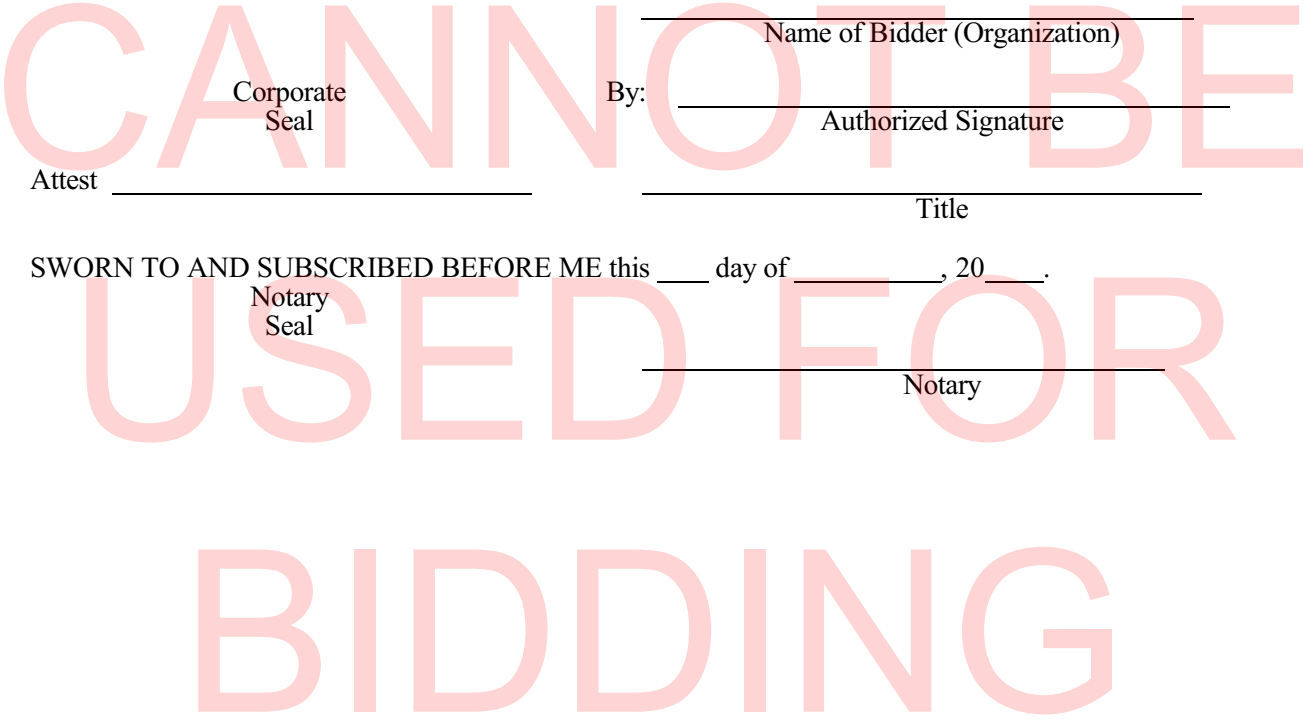 CANNOT BE
Name of Bidder (Organization)
Corporate
Seal
By:
Authorized Signature
Attest
Title
SWORN TO AND SUBSCRIBED BEFORE ME this ____ day of ___________, 20____.
Notary
Seal
USED FOR
Notary
BIDDING